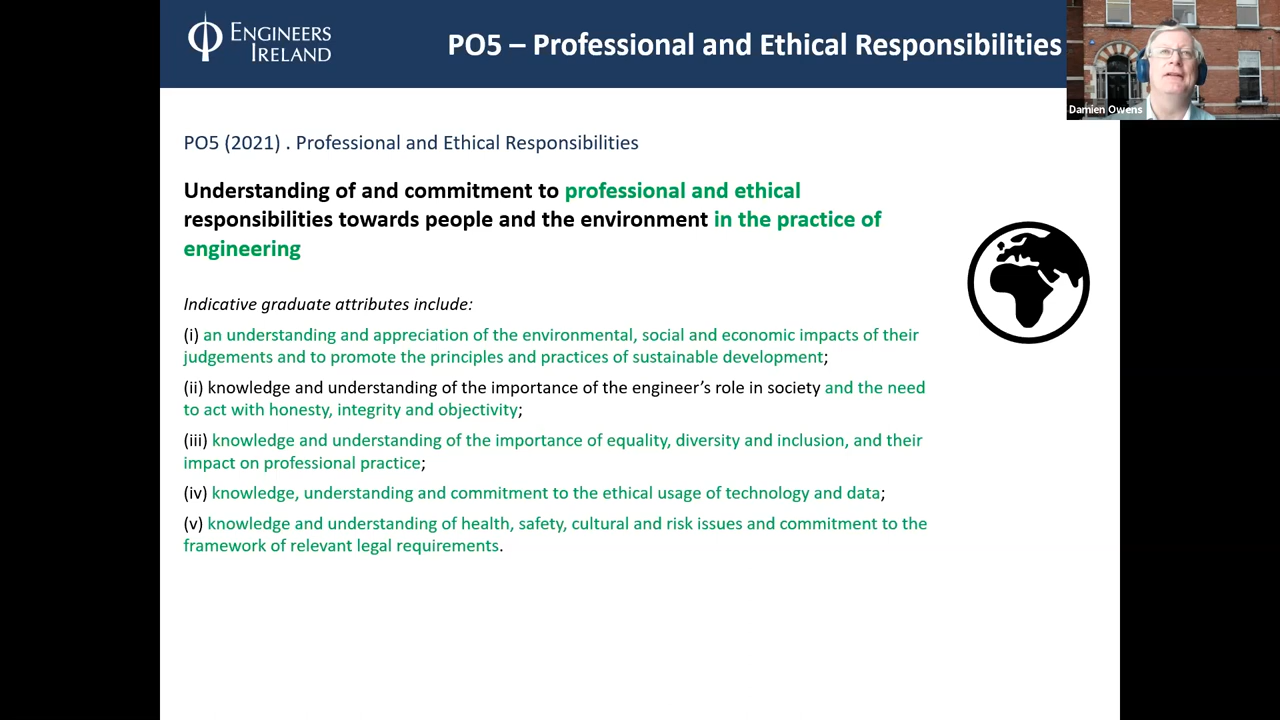 ENGINEERS
IRELAND
PO5 – Professional and Ethical Responsibilities
Damien Owens
PO5 (2021) . Professional and Ethical Responsibilities
Understanding of and commitment to professional and ethical
responsibilities towards people and the environment in the practice of
engineering
Indicative graduate attributes include:
(i) an understanding and appreciation of the environmental, social and economic impacts of their
judgements and to promote the principles and practices of sustainable development;
(ii) knowledge and understanding of the importance of the engineer’s role in society and the need
to act with honesty, integrity and objectivity;
(iii) knowledge and understanding of the importance of equality, diversity and inclusion, and their
impact on professional practice;
(iv) knowledge, understanding and commitment to the ethical usage of technology and data;
(v) knowledge and understanding of health, safety, cultural and risk issues and commitment to the
framework of relevant legal requirements.